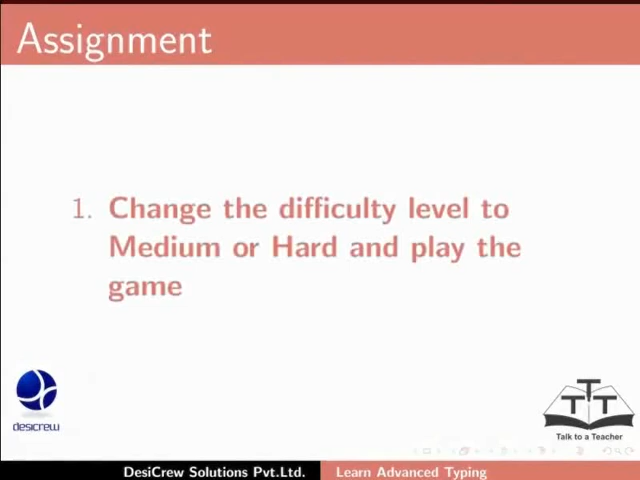 Assignment
1. Change the difficulty level to
Medium or Hard and play the
game
desicrew
T T T
Talk to a Teacher
DesiCrew Solutions Pvt.Ltd. Learn Advanced Typing